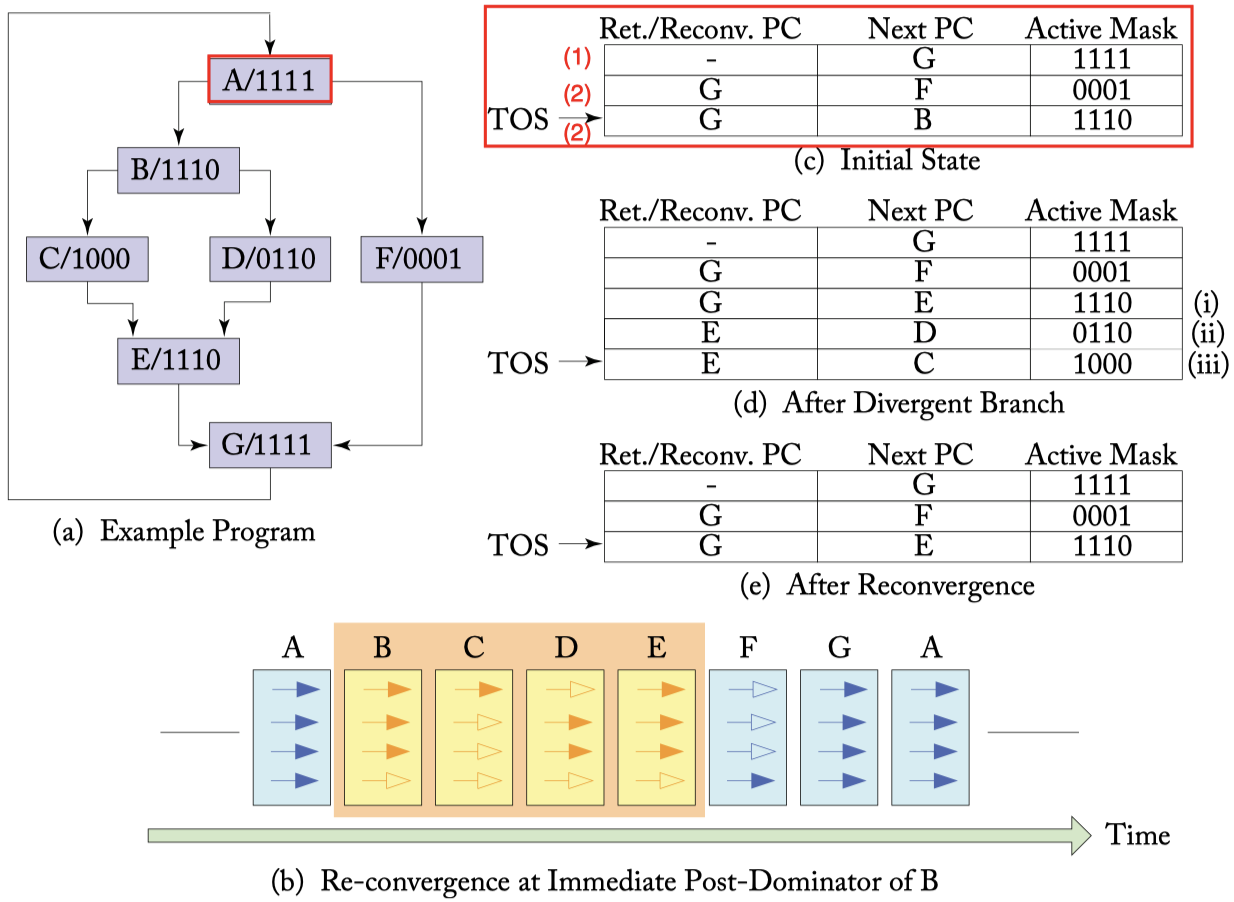 A/1111
B/1110
C/1000 D/0110 F/0001
E/1110
G/1111
(a) Example Program
Ret./Reconv. PC Next PC Active Mask
(1) - G 1111
(2) G F 0001
TOS (2) G B 1110
(c) Initial State
Ret./Reconv. PC Next PC Active Mask
- G 1111
G F 0001
G E 1110 (i)
E D 0110 (ii)
TOS E C 1000 (iii)
(d) After Divergent Branch
Ret./Reconv. PC Next PC Active Mask
- G 1111
G F 0001
TOS G E 1110
(e) After Reconvergence
A B C D E F G A
Time
(b) Re-convergence at Immediate Post-Dominator of B